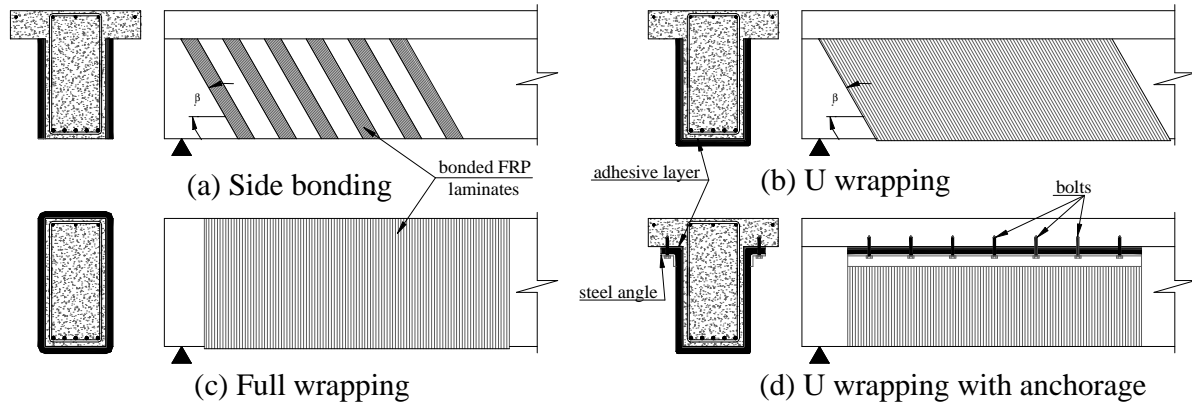 β
β
bonded FRP
laminates
adhesive layer
(a) Side bonding
(b) U wrapping
bolts
steel angle
(c) Full wrapping
(d) U wrapping with anchorage